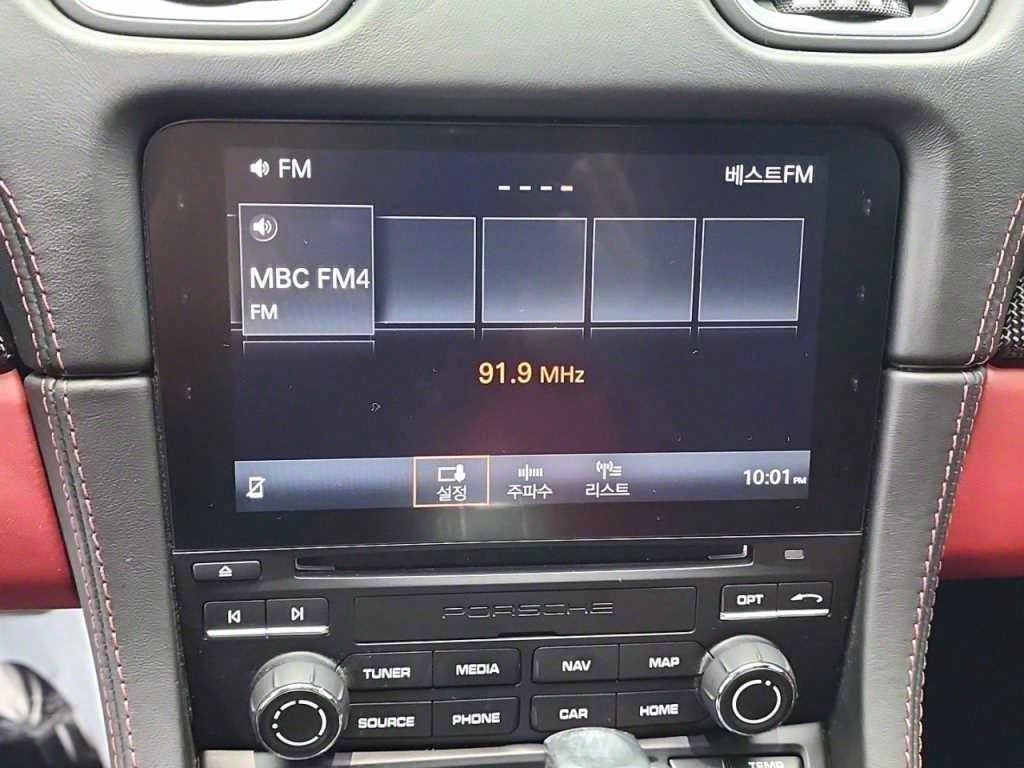 FM
베스트FM
MBC FM4
FM
91.9 MHz
설정
주파수
리스트
10:01 PM
OPT
PORSCHE
TUNER
MEDIA
NAV
MAP
SOURCE
PHONE
CAR
HOME
TEMP